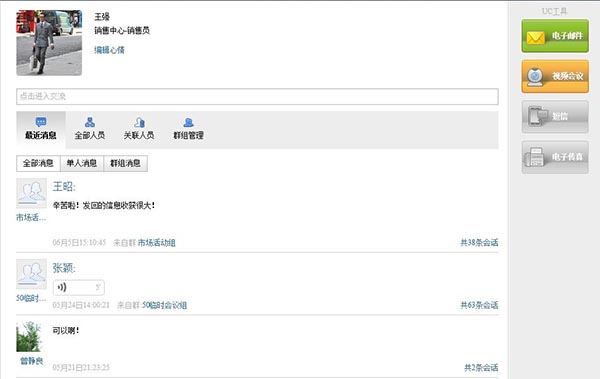 UC工具
王缘
销售中心-销售员
编辑心情
电子邮件
视频会议
短信
电子传真
点击进入交流
最近消息 全部人员 关联人员 群组管理
全部消息 单人消息 群组消息
王昭:
辛苦啦！发回的信息收获很大！
市场活...
06月5日15:10:45 来自群:市场活动组 共38条会话
张颖:
5"
50临时...
05月24日14:00:21 来自群:50临时会议组 共63条会话
可以啊！
曾静良
05月21日21:23:25 共2条会话